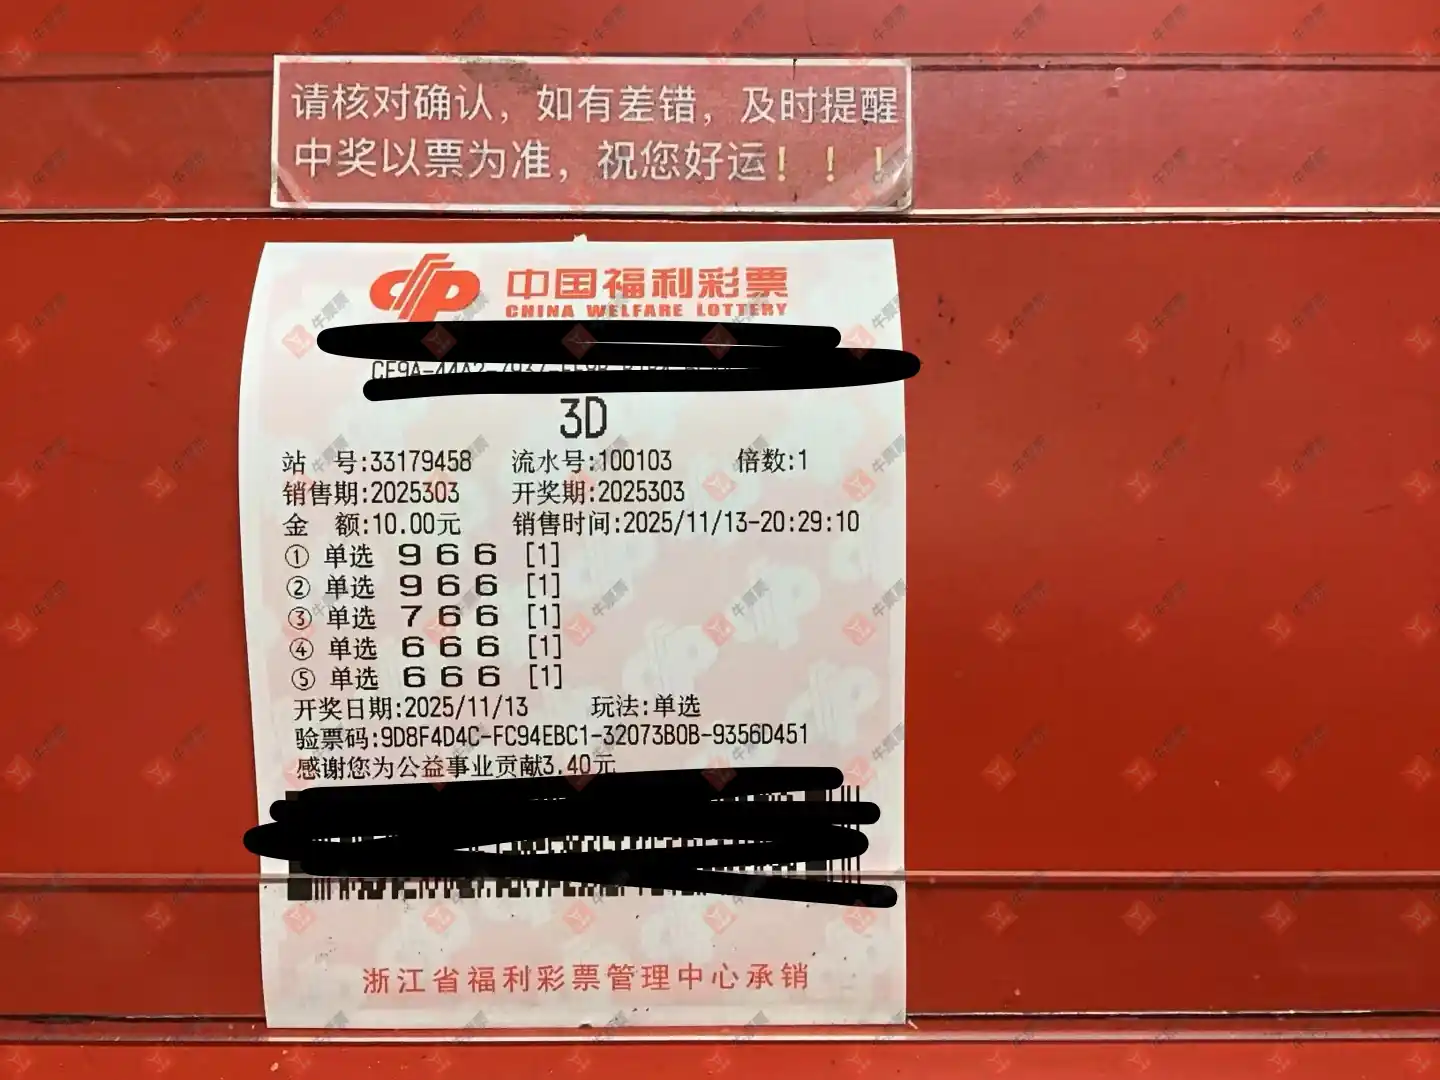 请核对确认，如有差错，及时提醒
中奖以票为准，祝您好运！！！
中国福利彩票
CHINA WELFARE LOTTERY
3D
站 号:33179458 流水号:100103 倍数:1
销售期:2025303 开奖期:2025303
金 额:10.00元 销售时间:2025/11/13-20:29:10
① 单选 9 6 6 [1]
② 单选 9 6 6 [1]
③ 单选 7 6 6 [1]
④ 单选 6 6 6 [1]
⑤ 单选 6 6 6 [1]
开奖日期:2025/11/13 玩法:单选
验票码:9D8F4D4C-FC94EBC1-32073B0B-9356D451
感谢您为公益事业贡献3.40元
浙江省福利彩票管理中心承销